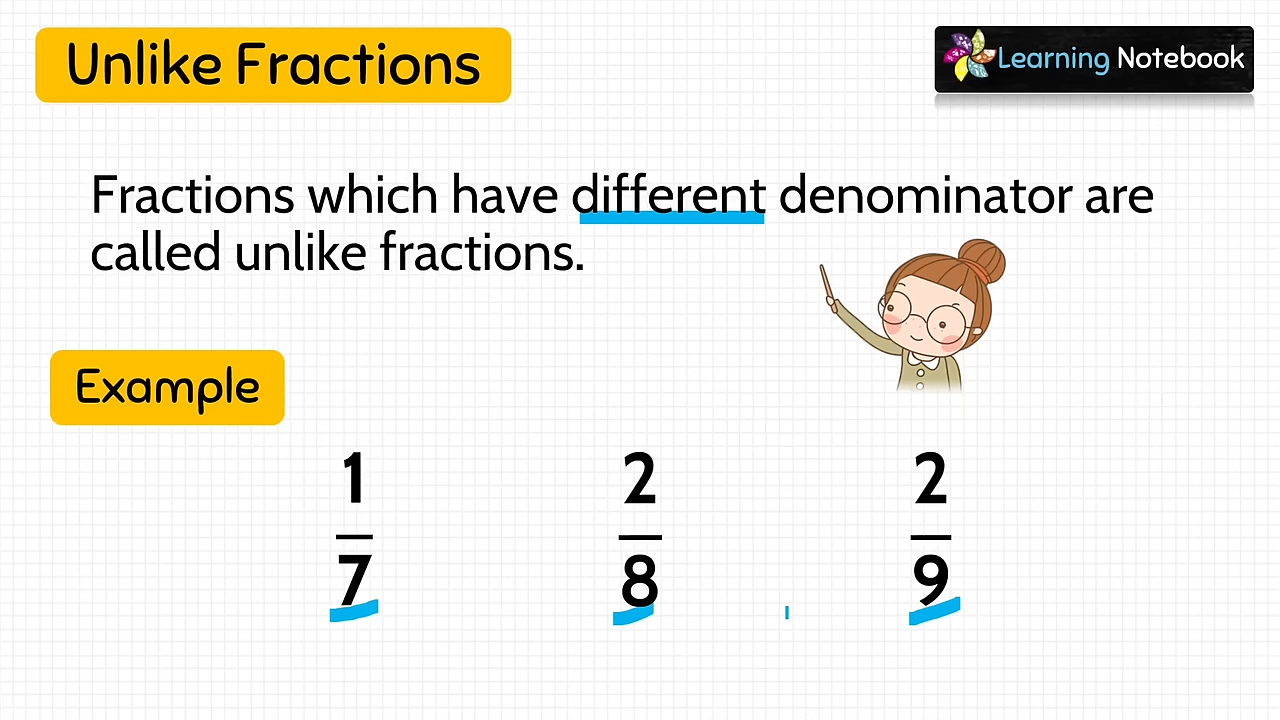 Unlike Fractions
Learning Notebook
Fractions which have different denominator are
called unlike fractions.
Example
1 2 2
7 8 9